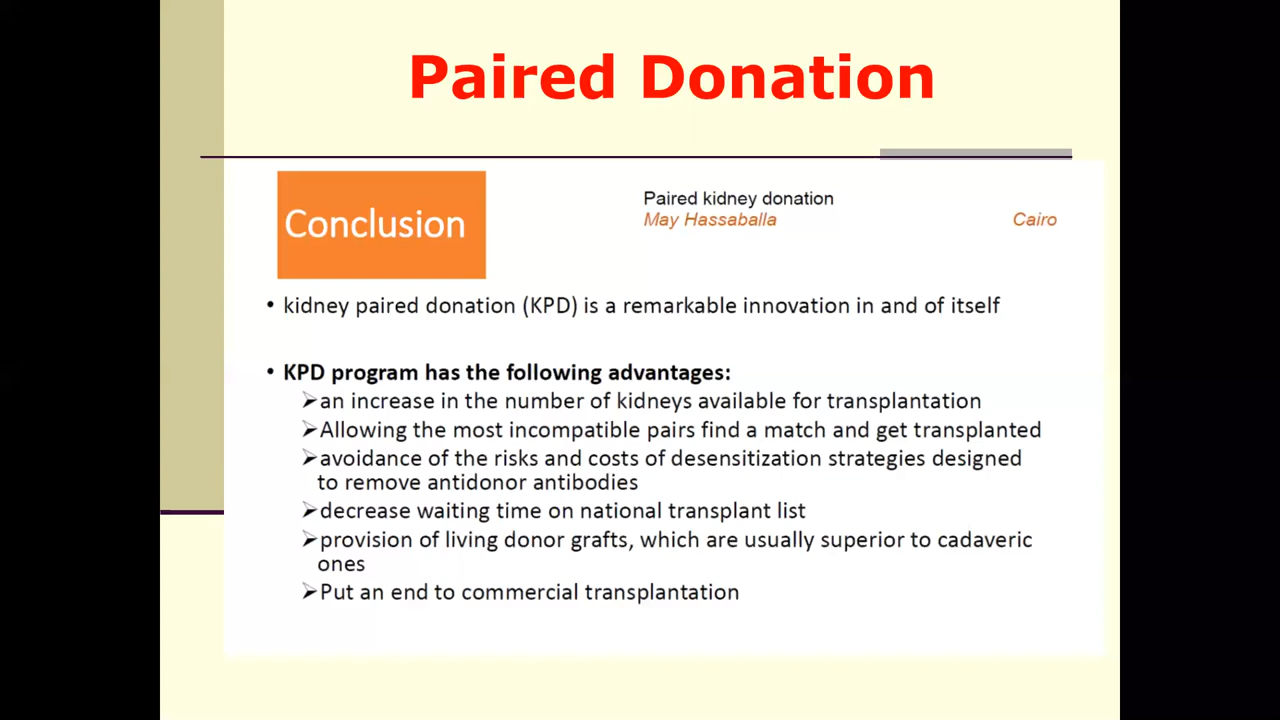 Paired Donation
Conclusion
Paired kidney donation
May Hassaballa Cairo
• kidney paired donation (KPD) is a remarkable innovation in and of itself
• KPD program has the following advantages:
➢an increase in the number of kidneys available for transplantation
➢Allowing the most incompatible pairs find a match and get transplanted
➢avoidance of the risks and costs of desensitization strategies designed
to remove antidonor antibodies
➢decrease waiting time on national transplant list
➢provision of living donor grafts, which are usually superior to cadaveric
ones
➢Put an end to commercial transplantation